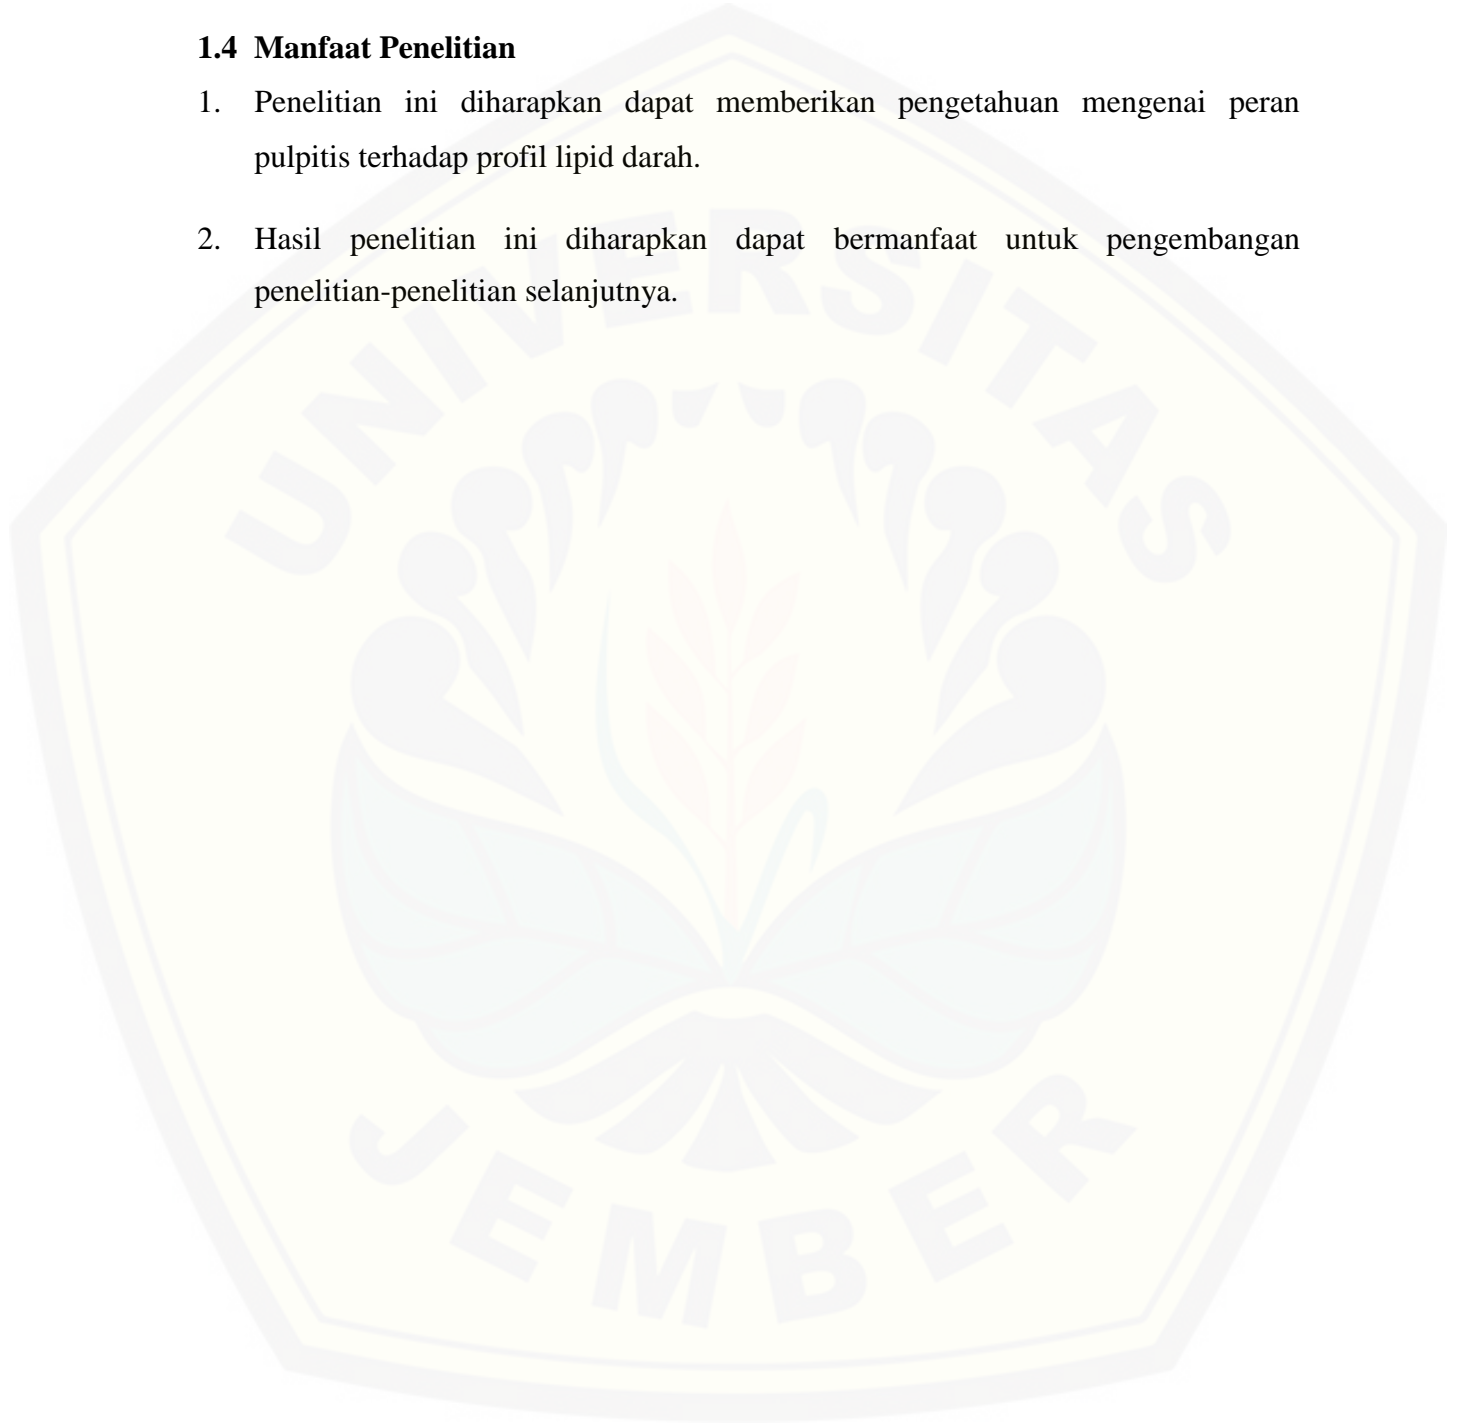 1.4 Manfaat Penelitian
1. Penelitian ini diharapkan dapat memberikan pengetahuan mengenai peran
pulpitis terhadap profil lipid darah.
2. Hasil penelitian ini diharapkan dapat bermanfaat untuk pengembangan
penelitian-penelitian selanjutnya.
UNIVERSITAS
JEMBER